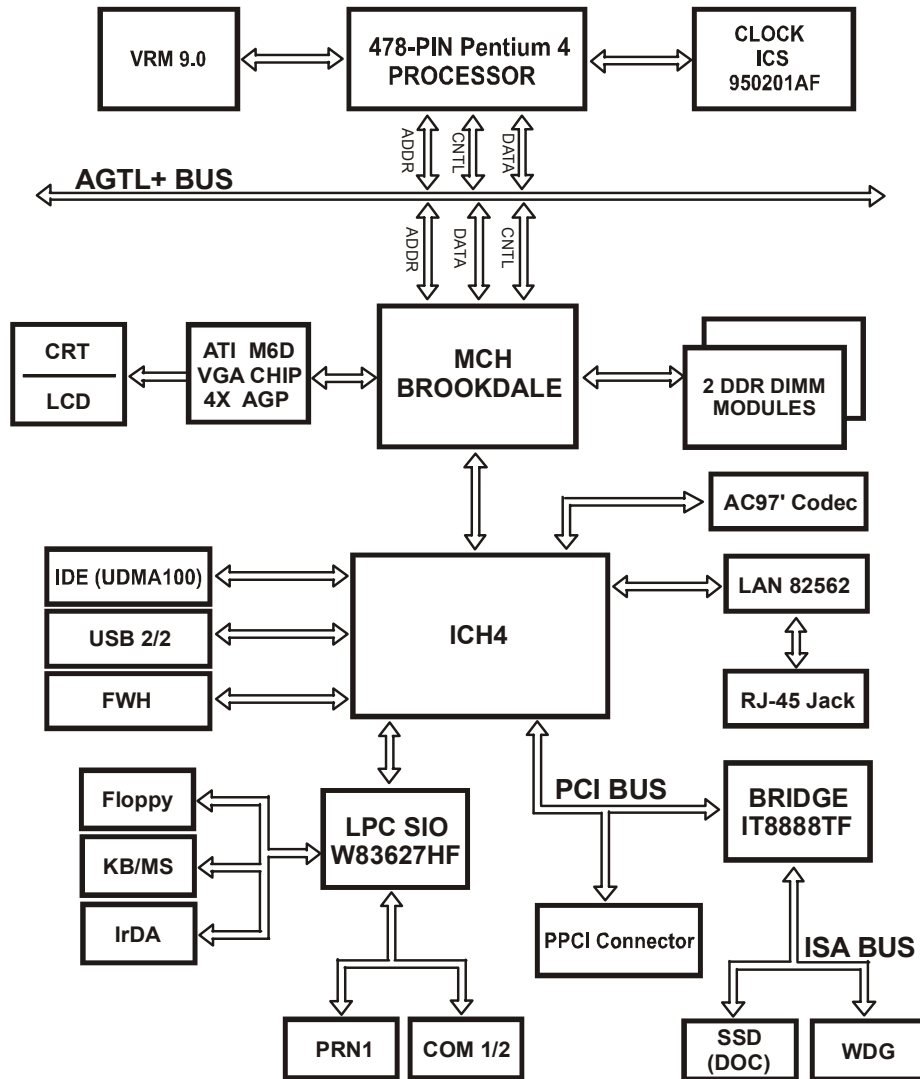 VRM 9.0
478-PIN Pentium 4
PROCESSOR
CLOCK
ICS
950201AF
ADDR
CNTL
DATA
AGTL+ BUS
ADDR
DATA
CNTL
CRT
LCD
ATI M6D
VGA CHIP
4X AGP
MCH
BROOKDALE
2 DDR DIMM
MODULES
AC97' Codec
IDE (UDMA100)
USB 2/2
FWH
ICH4
LAN 82562
RJ-45 Jack
Floppy
KB/MS
IrDA
LPC SIO
W83627HF
PCI BUS
BRIDGE
IT8888TF
PPCI Connector
ISA BUS
PRN1
COM 1/2
SSD
(DOC)
WDG